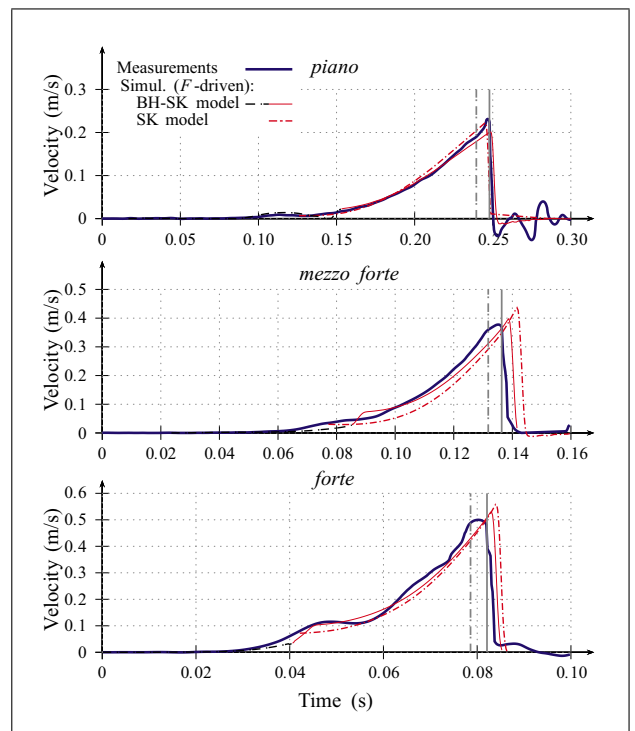 Measurements piano
Simul. (F-driven):
BH-SK model
SK model
Velocity (m/s)
0.3
0.2
0.1
0
0 0.05 0.10 0.15 0.20 0.25 0.30
mezzo forte
Velocity (m/s)
0.5
0.4
0.3
0.2
0.1
0
0 0.02 0.04 0.06 0.08 0.10 0.12 0.14 0.16
forte
Velocity (m/s)
0.6
0.5
0.4
0.3
0.2
0.1
0
0 0.02 0.04 0.06 0.08 0.10
Time (s)